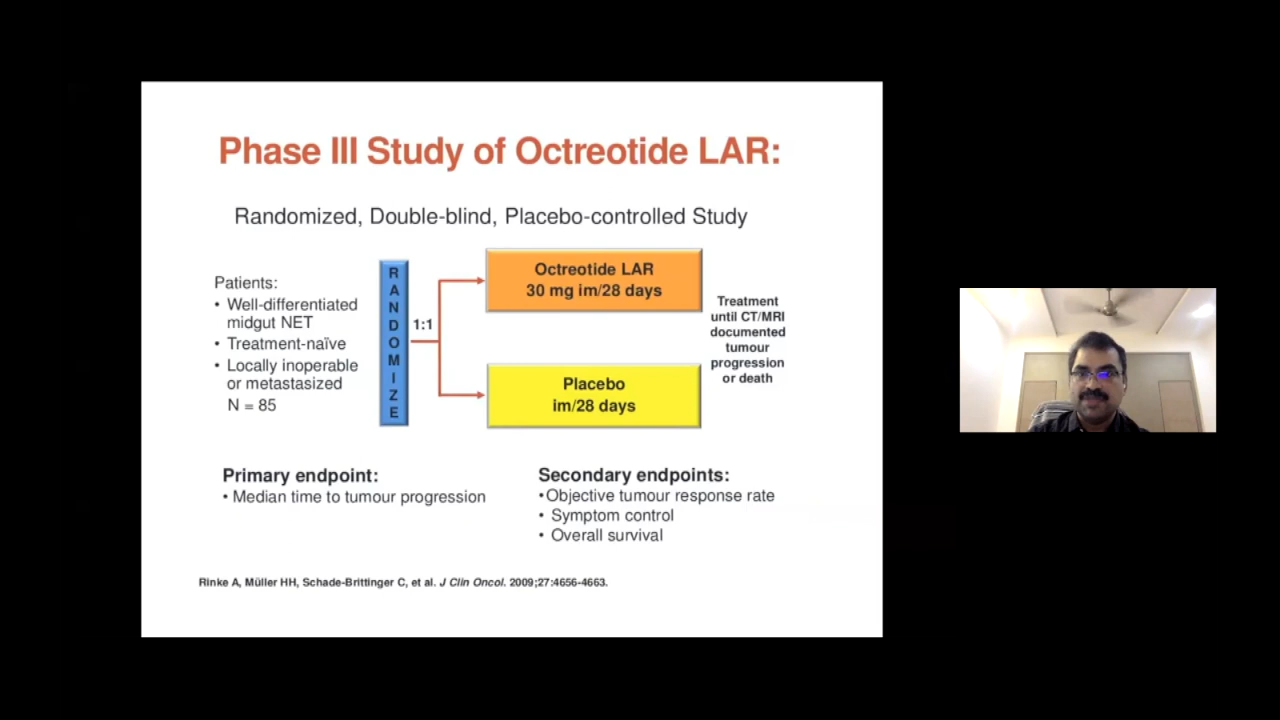 Phase III Study of Octreotide LAR:
Randomized, Double-blind, Placebo-controlled Study
Patients:
• Well-differentiated
midgut NET
• Treatment-naïve
• Locally inoperable
or metastasized
N = 85
R
A
N
D
O
M
I
Z
E
1:1
Octreotide LAR
30 mg im/28 days
Placebo
im/28 days
Treatment
until CT/MRI
documented
tumour
progression
or death
Primary endpoint:
• Median time to tumour progression
Secondary endpoints:
•Objective tumour response rate
• Symptom control
• Overall survival
Rinke A, Müller HH, Schade-Brittinger C, et al. J Clin Oncol. 2009;27:4656-4663.